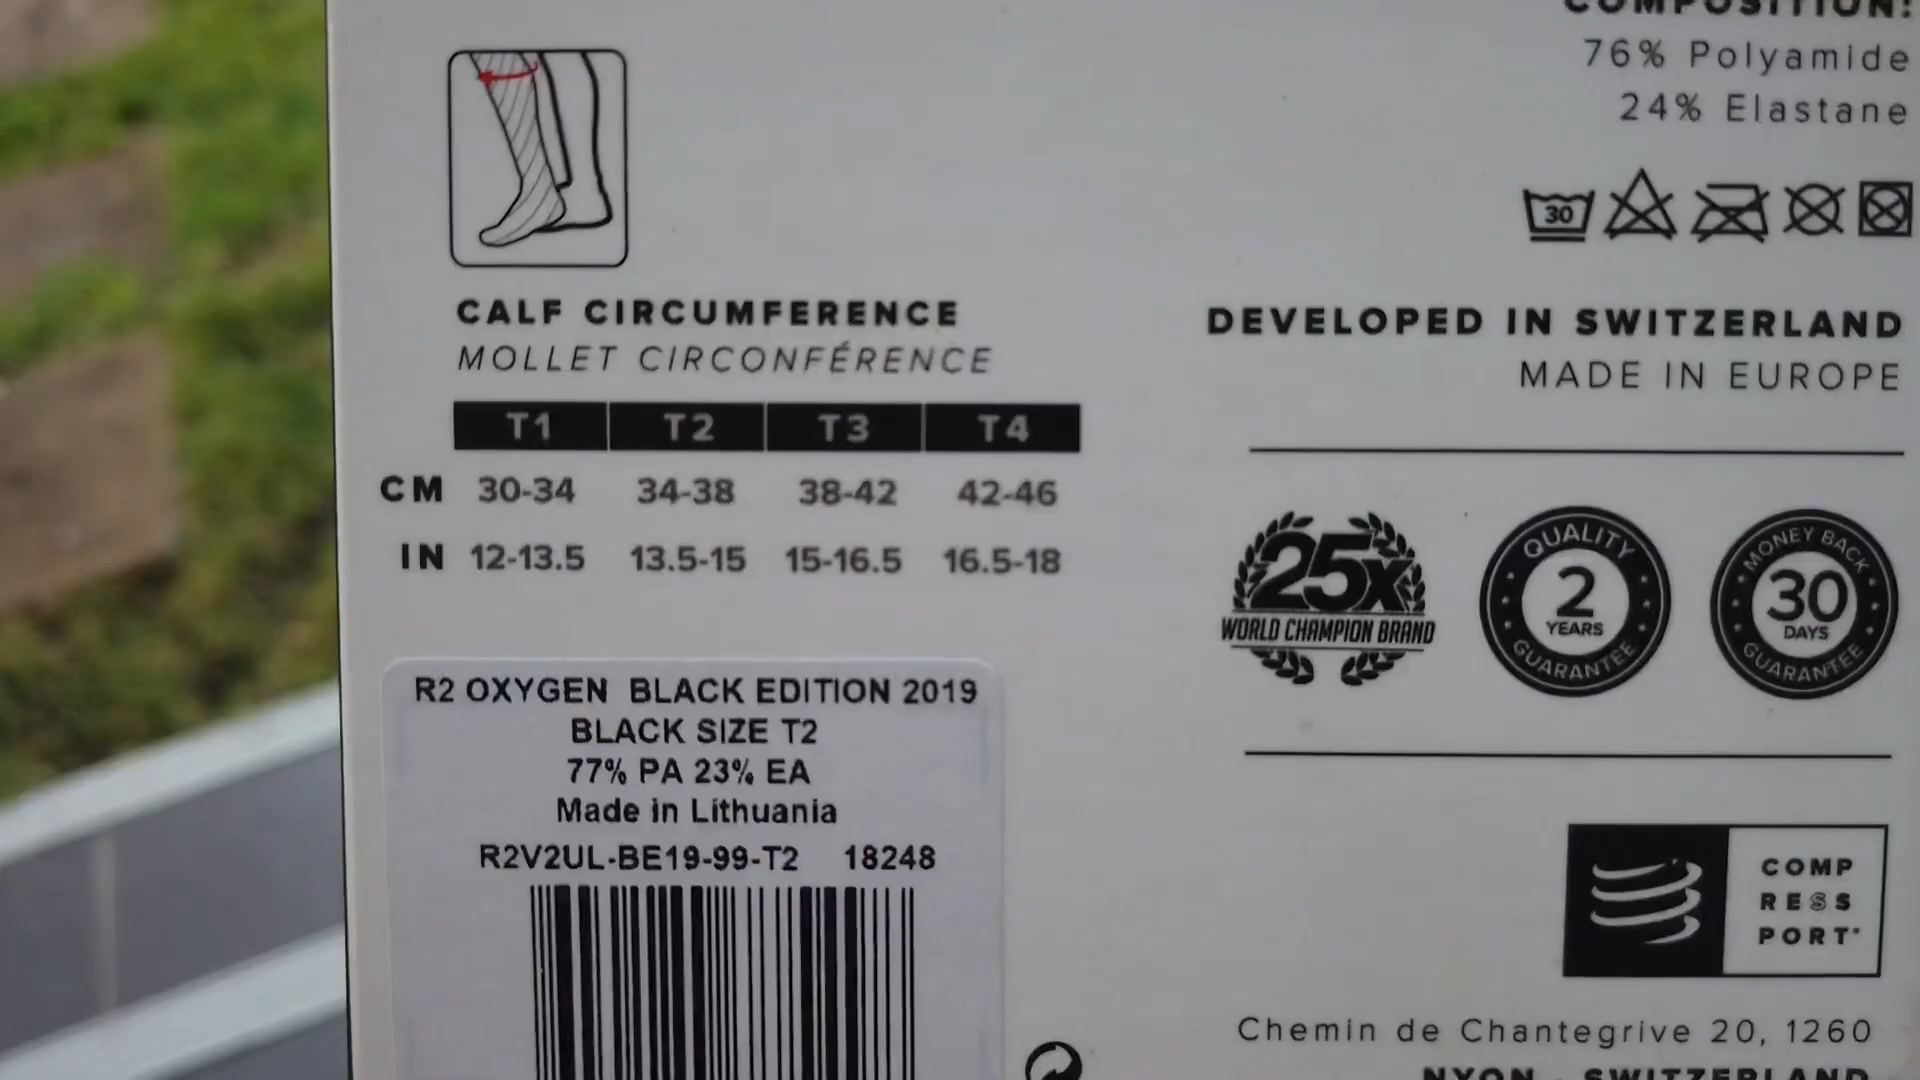 COMPOSITION:
76% Polyamide
24% Elastane
30
CALF CIRCUMFERENCE
MOLLET CIRCONFÉRENCE
T1 T2 T3 T4
CM 30-34 34-38 38-42 42-46
IN 12-13.5 13.5-15 15-16.5 16.5-18
DEVELOPED IN SWITZERLAND
MADE IN EUROPE
25x
WORLD CHAMPION BRAND
QUALITY
2
YEARS
GUARANTEE
MONEY BACK
30
DAYS
GUARANTEE
R2 OXYGEN BLACK EDITION 2019
BLACK SIZE T2
77% PA 23% EA
Made in Lithuania
R2V2UL-BE19-99-T2 18248
COMP
RESS
PORT
Chemin de Chantegrive 20, 1260
NYON - SWITZERLAND